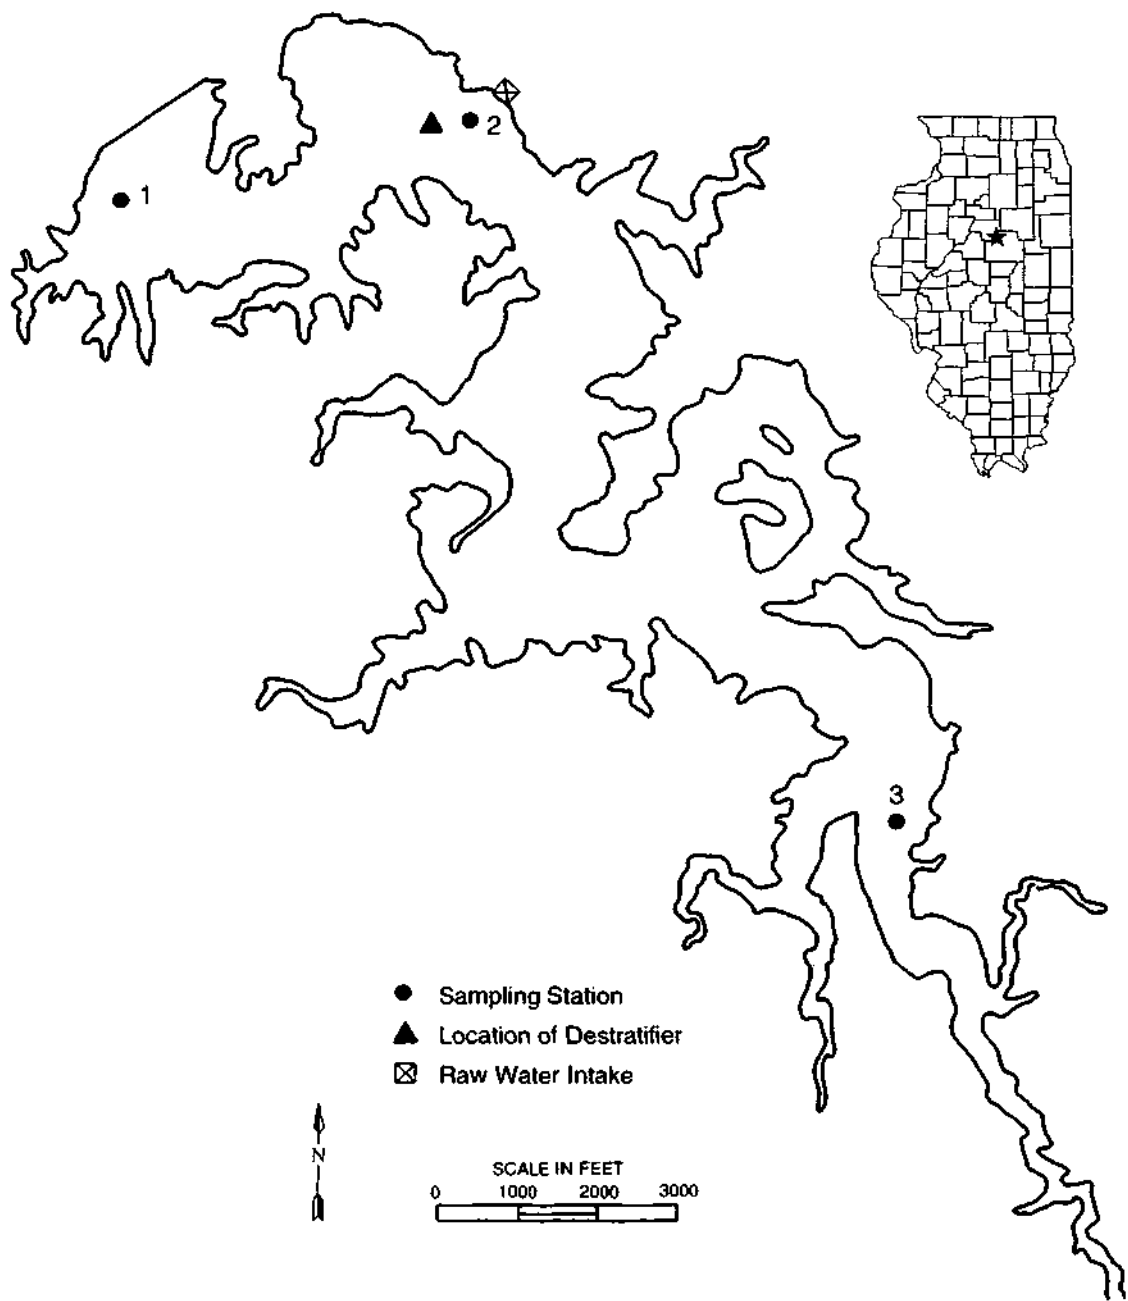 1
2
3
Sampling Station
Location of Destratifier
Raw Water Intake
N
SCALE IN FEET
0 1000 2000 3000